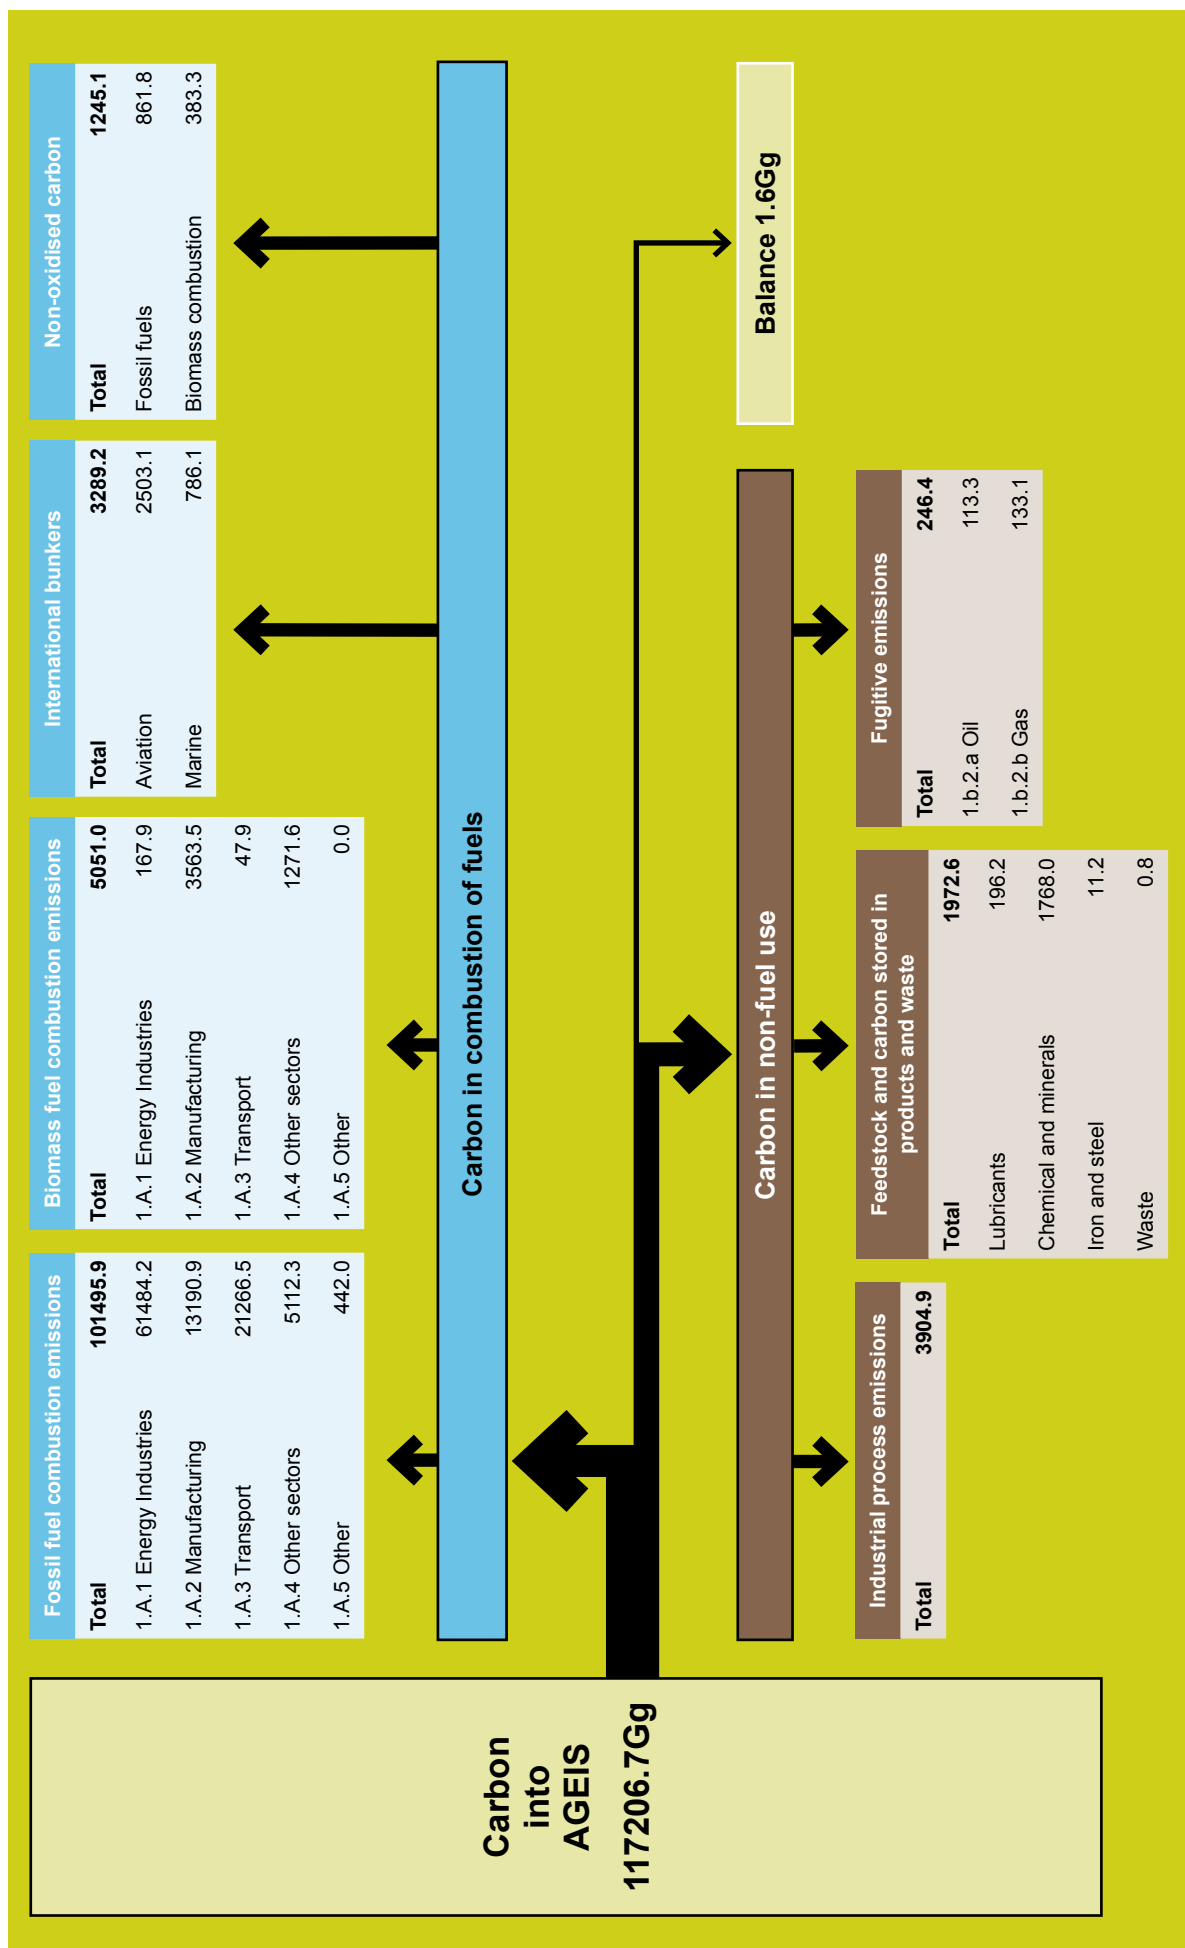 Carbon
into
AGEIS
117206.7Gg
Fossil fuel combustion emissions
Total 101495.9
1.A.1 Energy Industries 61484.2
1.A.2 Manufacturing 13190.9
1.A.3 Transport 21266.5
1.A.4 Other sectors 5112.3
1.A.5 Other 442.0
Biomass fuel combustion emissions
Total 5051.0
1.A.1 Energy Industries 167.9
1.A.2 Manufacturing 3563.5
1.A.3 Transport 47.9
1.A.4 Other sectors 1271.6
1.A.5 Other 0.0
International bunkers
Total 3289.2
Aviation 2503.1
Marine 786.1
Non-oxidised carbon
Total 1245.1
Fossil fuels 861.8
Biomass combustion 383.3
Carbon in combustion of fuels
Carbon in non-fuel use
Balance 1.6Gg
Industrial process emissions
Total 3904.9
Feedstock and carbon stored in
products and waste
Total 1972.6
Lubricants 196.2
Chemical and minerals 1768.0
Iron and steel 11.2
Waste 0.8
Fugitive emissions
Total 246.4
1.b.2.a Oil 113.3
1.b.2.b Gas 133.1